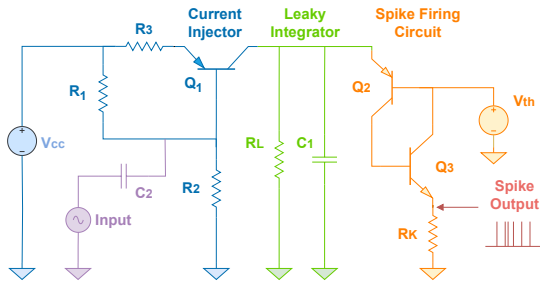 Current
Injector
Leaky
Integrator
Spike Firing
Circuit
R3
Q1
Q2
R1
Vth
Vcc
RL
C1
Q3
C2
R2
Spike
Output
Input
RK